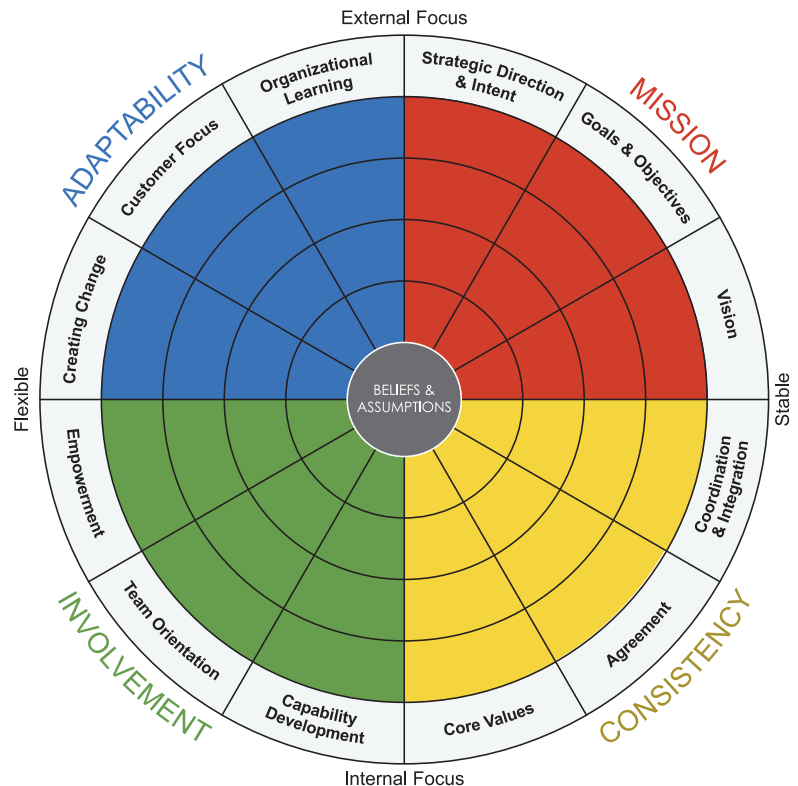 External Focus
ADAPTABILITY
MISSION
Organizational
Learning
Strategic Direction
& Intent
Customer Focus
Goals & Objectives
Creating Change
Vision
Flexible
BELIEFS &
ASSUMPTIONS
Stable
Empowerment
Coordination
& Integration
Team Orientation
Agreement
Capability
Development
Core Values
INVOLVEMENT
CONSISTENCY
Internal Focus